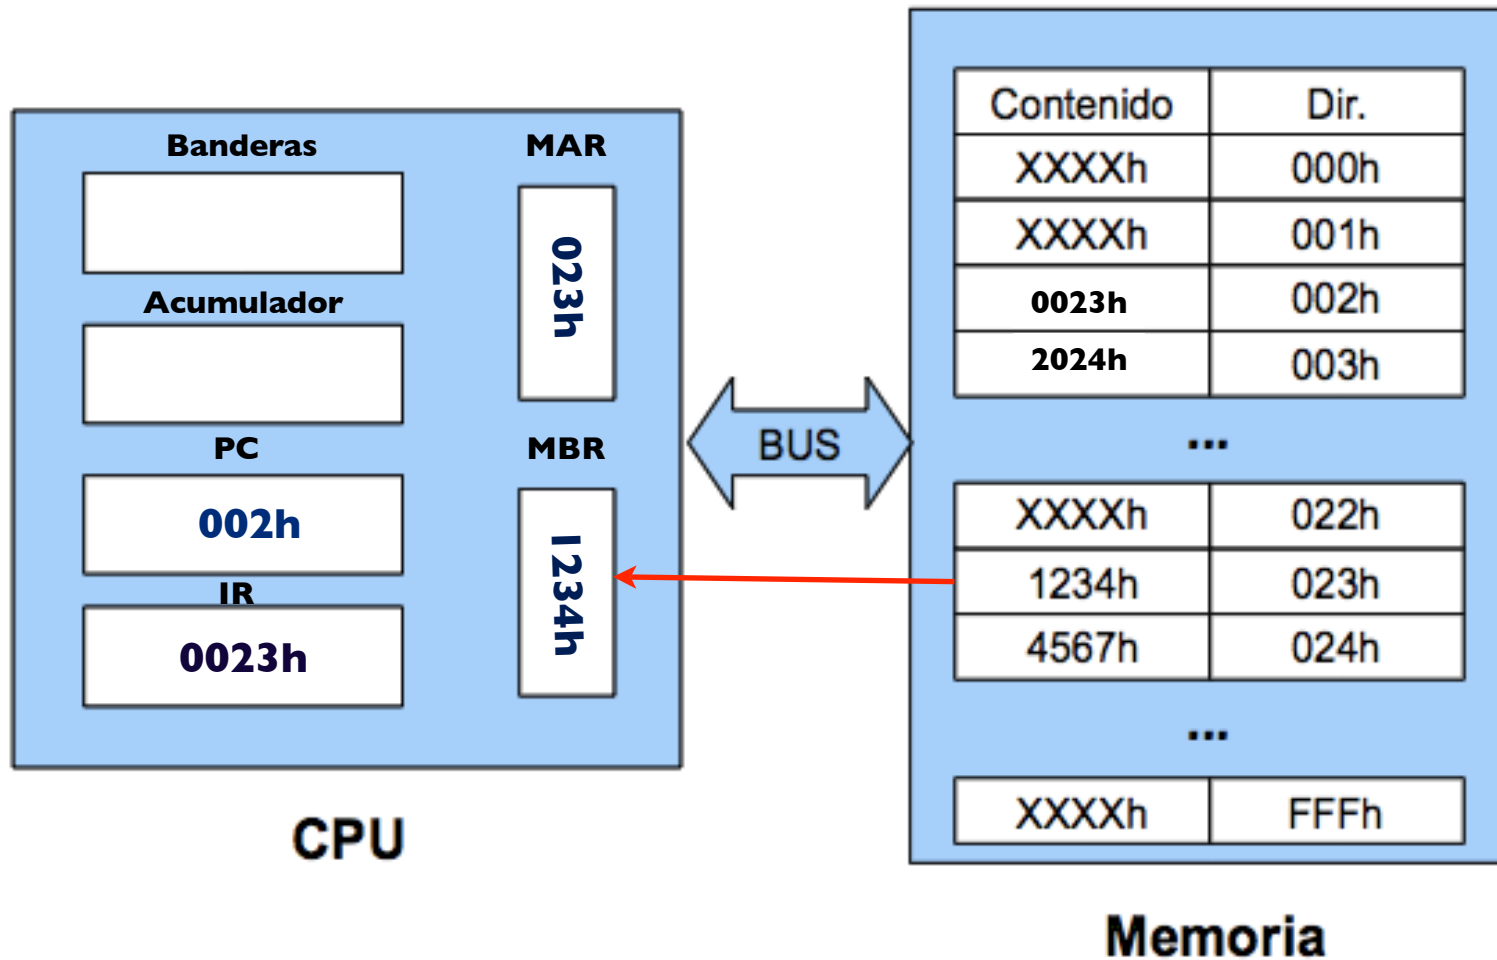 Banderas
MAR
023h
Acumulador
PC
MBR
002h
1234h
IR
0023h
CPU
BUS
Contenido Dir.
XXXXh 000h
XXXXh 001h
0023h 002h
2024h 003h
...
XXXXh 022h
1234h 023h
4567h 024h
...
XXXXh FFFh
Memoria